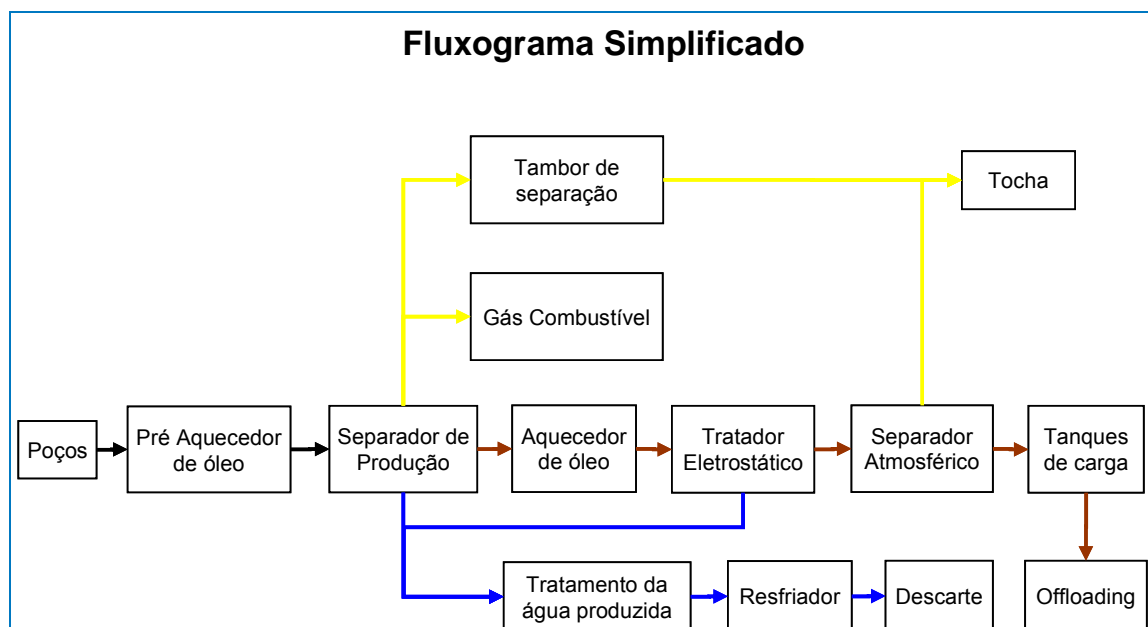 Fluxograma Simplificado
Tambor de
separação
Tocha
Gás Combustível
Poços
Pré Aquecedor
de óleo
Separador de
Produção
Aquecedor
de óleo
Tratador
Eletrostático
Separador
Atmosférico
Tanques
de carga
Tratamento da
água produzida
Resfriador
Descarte
Offloading